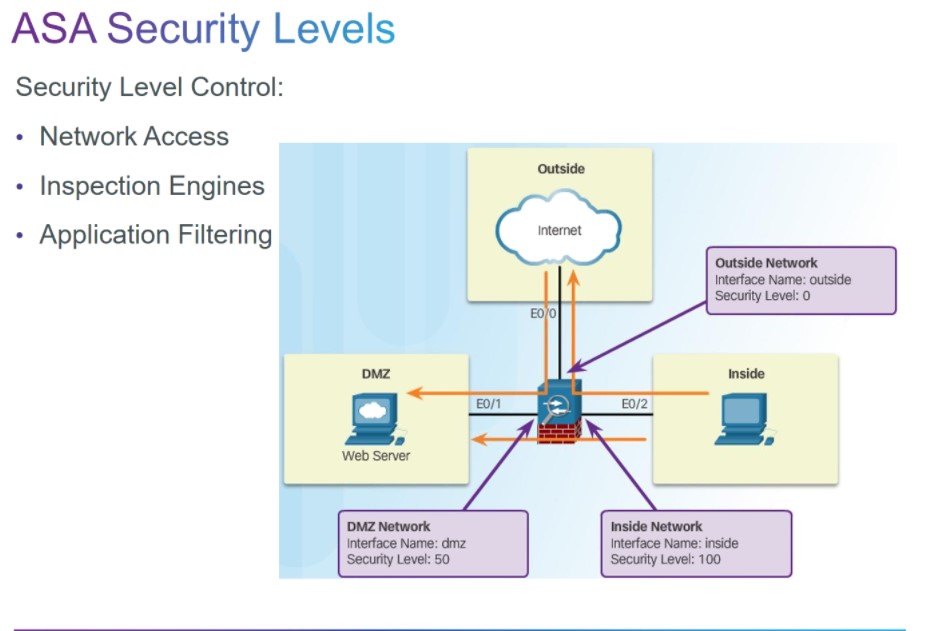 ASA Security Levels
Security Level Control:
• Network Access
• Inspection Engines
• Application Filtering
Outside
Internet
Outside Network
Interface Name: outside
Security Level: 0
E0/0
DMZ
Inside
E0/1
E0/2
Web Server
DMZ Network
Interface Name: dmz
Security Level: 50
Inside Network
Interface Name: inside
Security Level: 100